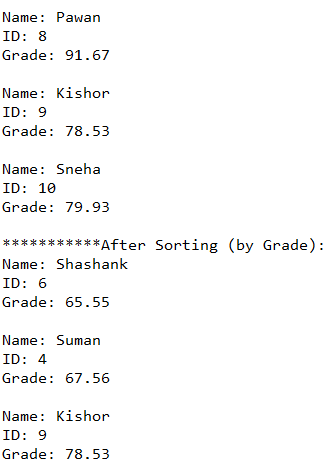 Name: Pawan
ID: 8
Grade: 91.67
Name: Kishor
ID: 9
Grade: 78.53
Name: Sneha
ID: 10
Grade: 79.93
***********After Sorting (by Grade):
Name: Shashank
ID: 6
Grade: 65.55
Name: Suman
ID: 4
Grade: 67.56
Name: Kishor
ID: 9
Grade: 78.53